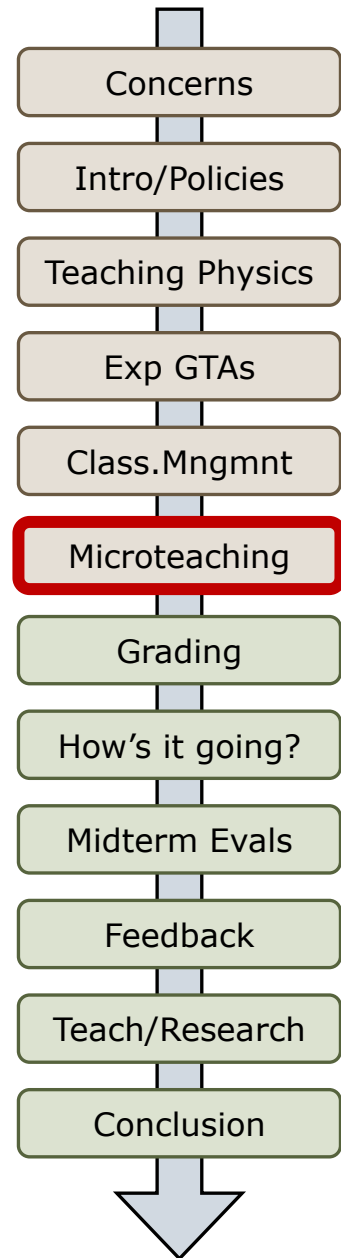 Concerns
Intro/Policies
Teaching Physics
Exp GTAs
Class.Mngmnt
Microteaching
Grading
How's it going?
Midterm Evals
Feedback
Teach/Research
Conclusion